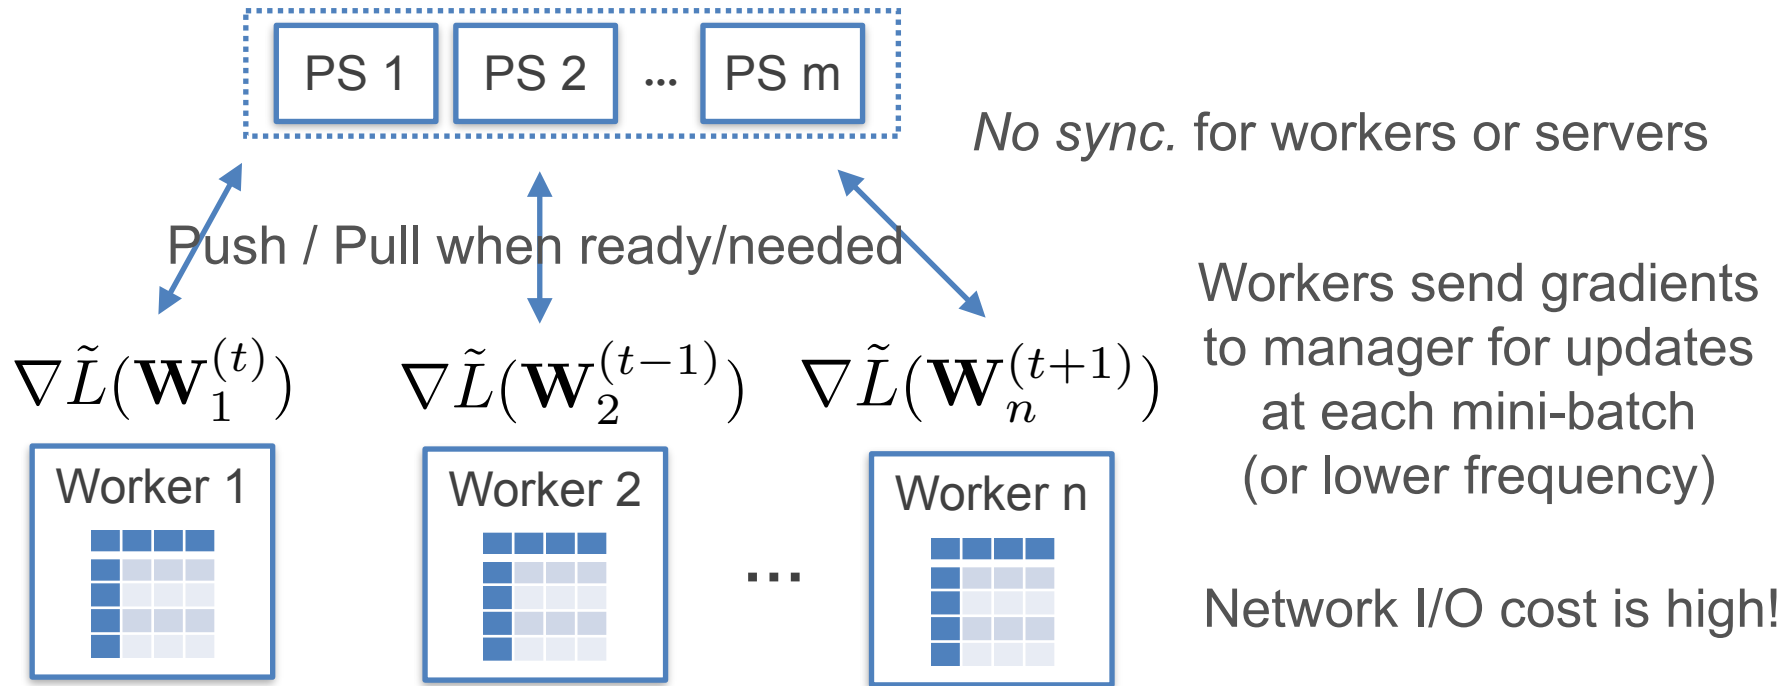 PS 1 PS 2 ... PS m
No sync. for workers or servers
Push / Pull when ready/needed
∇L̃(W₁^(t)) ∇L̃(W₂^(t−1)) ∇L̃(Wₙ^(t+1))
Workers send gradients
to manager for updates
at each mini-batch
(or lower frequency)
Worker 1 Worker 2 ... Worker n
Network I/O cost is high!